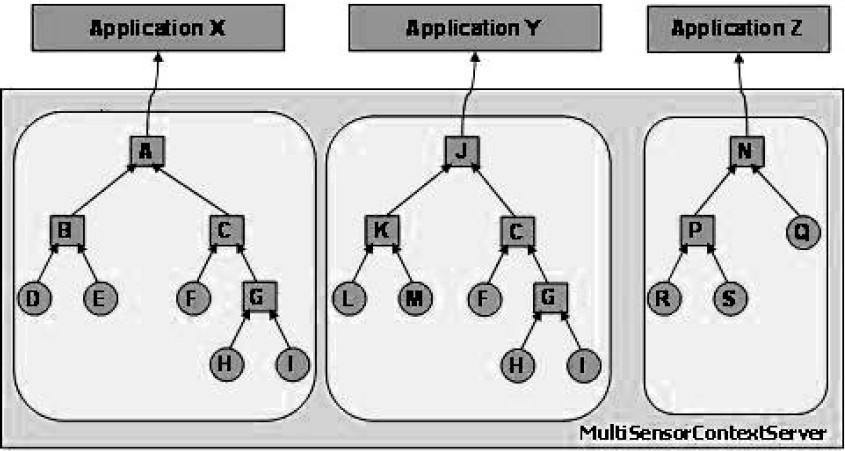 Application X Application Y Application Z
A J N
B C K C P Q
D E F G L M F G R S
H I H I
MultiSensorContextServer